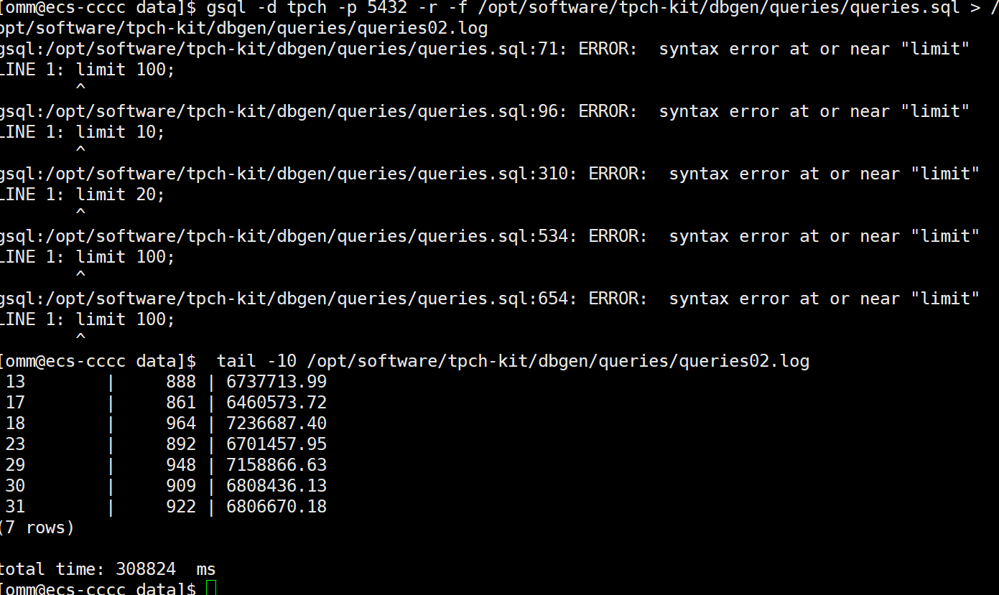 [omm@ecs-cccc data]$ gsql -d tpch -p 5432 -r -f /opt/software/tpch-kit/dbgen/queries/queries.sql > /
opt/software/tpch-kit/dbgen/queries/queries02.log
gsql:/opt/software/tpch-kit/dbgen/queries/queries.sql:71: ERROR:  syntax error at or near "limit"
LINE 1: limit 100;
        ^
gsql:/opt/software/tpch-kit/dbgen/queries/queries.sql:96: ERROR:  syntax error at or near "limit"
LINE 1: limit 10;
        ^
gsql:/opt/software/tpch-kit/dbgen/queries/queries.sql:310: ERROR:  syntax error at or near "limit"
LINE 1: limit 20;
        ^
gsql:/opt/software/tpch-kit/dbgen/queries/queries.sql:534: ERROR:  syntax error at or near "limit"
LINE 1: limit 100;
        ^
gsql:/opt/software/tpch-kit/dbgen/queries/queries.sql:654: ERROR:  syntax error at or near "limit"
LINE 1: limit 100;
        ^
[omm@ecs-cccc data]$  tail -10 /opt/software/tpch-kit/dbgen/queries/queries02.log
 13        |     888 | 6737713.99
 17        |     861 | 6460573.72
 18        |     964 | 7236687.40
 23        |     892 | 6701457.95
 29        |     948 | 7158866.63
 30        |     909 | 6808436.13
 31        |     922 | 6806670.18
(7 rows)

total time: 308824  ms
[omm@ecs-cccc data]$